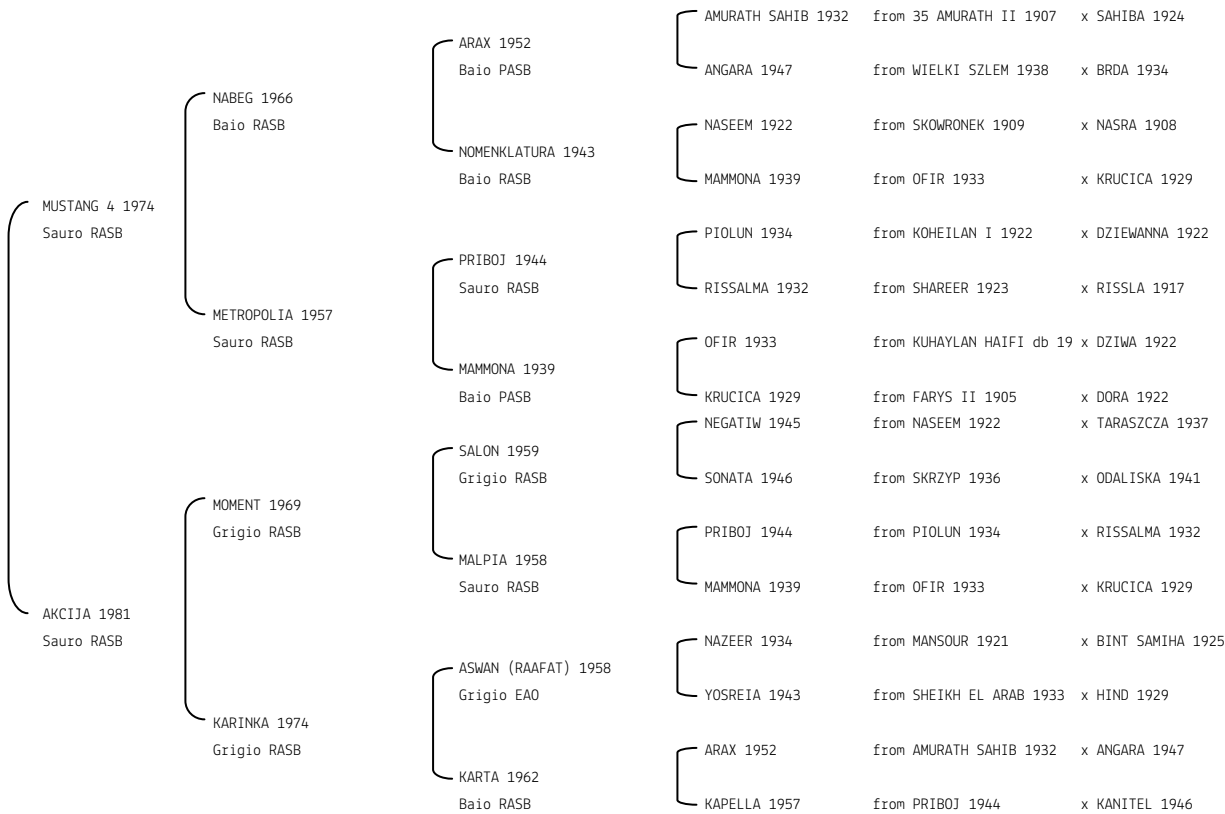 AMURATH SAHIB 1932 from 35 AMURATH II 1907 x SAHIBA 1924
ARAX 1952
Baio PASB
ANGARA 1947 from WIELKI SZLEM 1938 x BRDA 1934
NABEG 1966
Baio RASB
NASEEM 1922 from SKOWRONEK 1909 x NASRA 1908
NOMENKLATURA 1943
Baio RASB
MAMMONA 1939 from OFIR 1933 x KRUCICA 1929
MUSTANG 4 1974
Sauro RASB
PIOLUN 1934 from KOHEILAN I 1922 x DZIEWANNA 1922
PRIBOJ 1944
Sauro RASB
RISSALMA 1932 from SHAREER 1923 x RISSLA 1917
METROPOLIA 1957
Sauro RASB
OFIR 1933 from KUHAYLAN HAIFI db 19 x DZIWA 1922
MAMMONA 1939
Baio PASB
KRUCICA 1929 from FARYS II 1905 x DORA 1922
NEGATIW 1945 from NASEEM 1922 x TARASZCZA 1937
SALON 1959
Grigio RASB
SONATA 1946 from SKRZYP 1936 x ODALISKA 1941
MOMENT 1969
Grigio RASB
PRIBOJ 1944 from PIOLUN 1934 x RISSALMA 1932
MALPIA 1958
Sauro RASB
MAMMONA 1939 from OFIR 1933 x KRUCICA 1929
AKCIJA 1981
Sauro RASB
NAZEER 1934 from MANSOUR 1921 x BINT SAMIHA 1925
ASWAN (RAAFAT) 1958
Grigio EAO
YOSREIA 1943 from SHEIKH EL ARAB 1933 x HIND 1929
KARINKA 1974
Grigio RASB
ARAX 1952 from AMURATH SAHIB 1932 x ANGARA 1947
KARTA 1962
Baio RASB
KAPELLA 1957 from PRIBOJ 1944 x KANITEL 1946